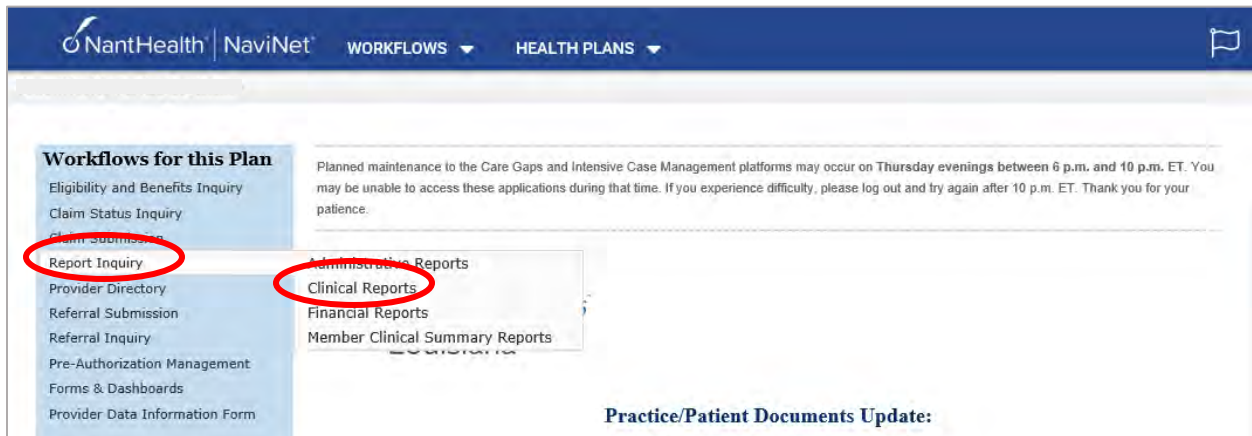 NantHealth® | NaviNet® WORKFLOWS HEALTH PLANS
Workflows for this Plan
Eligibility and Benefits Inquiry
Claim Status Inquiry
Claim Submission
Report Inquiry
Provider Directory
Referral Submission
Referral Inquiry
Pre-Authorization Management
Forms & Dashboards
Provider Data Information Form
Planned maintenance to the Care Gaps and Intensive Case Management platforms may occur on Thursday evenings between 6 p.m. and 10 p.m. ET. You
may be unable to access these applications during that time. If you experience difficulty, please log out and try again after 10 p.m. ET. Thank you for your
patience.
Administrative Reports
Clinical Reports
Financial Reports
Member Clinical Summary Reports
Louisiana
Practice/Patient Documents Update: